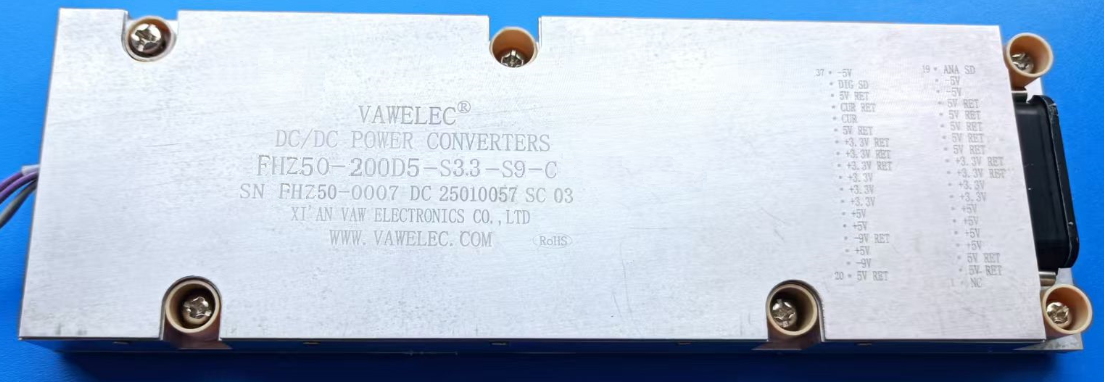 VAWELEC®
DC/DC POWER CONVERTERS
FHZ50-200D5-S3.3-S9-C
SN FHZ50-0007 DC 25010057 SC 03
XI'AN VAW ELECTRONICS CO.,LTD
WWW.VAWELEC.COM RoHS
37 • -5V
• DIG SD
• 5V RET
• CUR RET
• CUR
• 5V RET
• +3.3V RET
• +3.3V RET
• +3.3V RET
• +3.3V
• +3.3V
• +3.3V
• +5V
• +5V
• -9V RET
• +5V
• -9V
20 • 5V RET
19 • ANA SD
• -5V
• -5V
• 5V RET
• 5V RET
• 5V RET
• 5V RET
• 5V RET
• +3.3V RET
• +3.3V RET
• +3.3V
• +3.3V
• +5V
• +5V
• +5V
• +5V
• 5V RET
• 5V RET
1 • NC